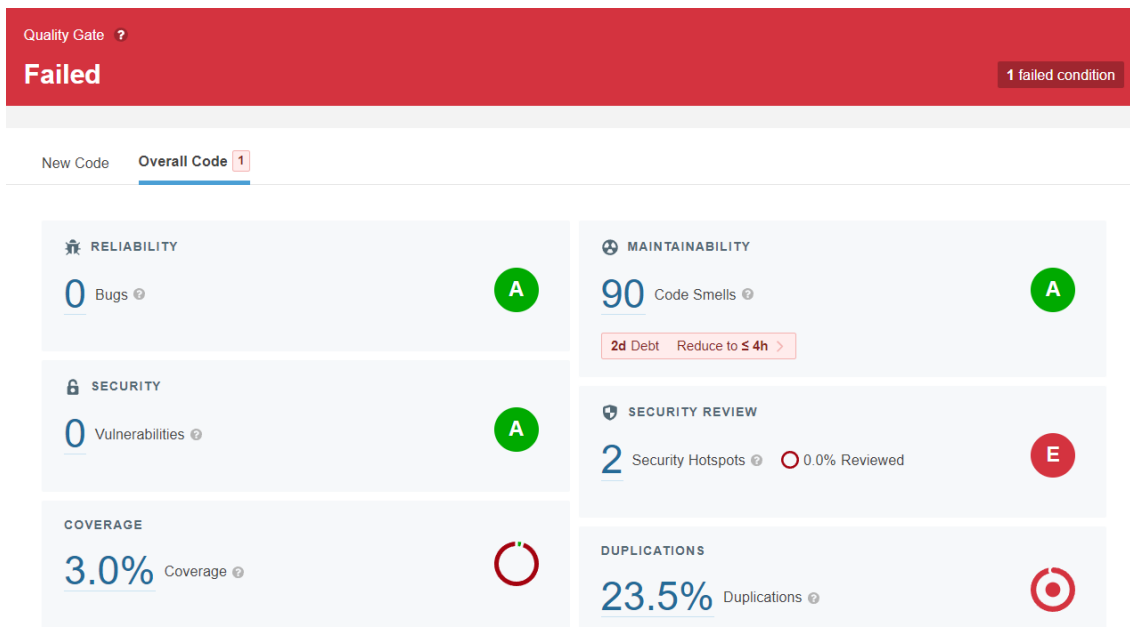 Quality Gate ?
Failed
1 failed condition
New Code
Overall Code 1
RELIABILITY
0 Bugs ?
A
MAINTAINABILITY
90 Code Smells ?
A
2d Debt Reduce to ≤ 4h >
SECURITY
0 Vulnerabilities ?
A
SECURITY REVIEW
2 Security Hotspots ? 0.0% Reviewed
E
COVERAGE
3.0% Coverage ?
DUPLICATIONS
23.5% Duplications ?